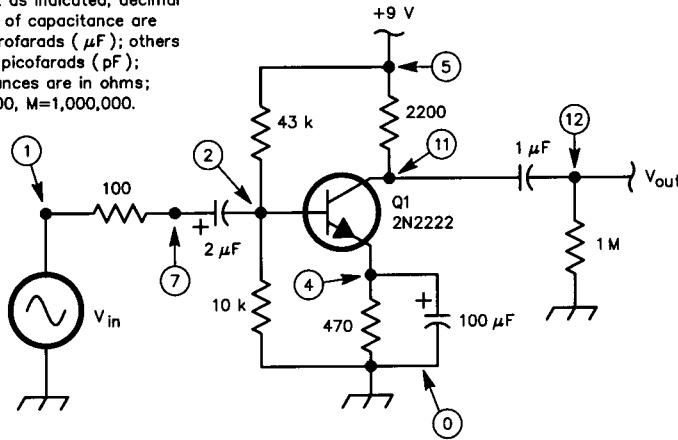 as indicated, decimal
of capacitance are
rofarads ( μF); others
picofarads ( pF);
ances are in ohms;
00, M=1,000,000.
+9 V
5
43 k
2200
1
2
11
1 μF
12
100
Vout
Q1
2N2222
+
2 μF
7
4
1 M
Vin
10 k
+
470
100 μF
0